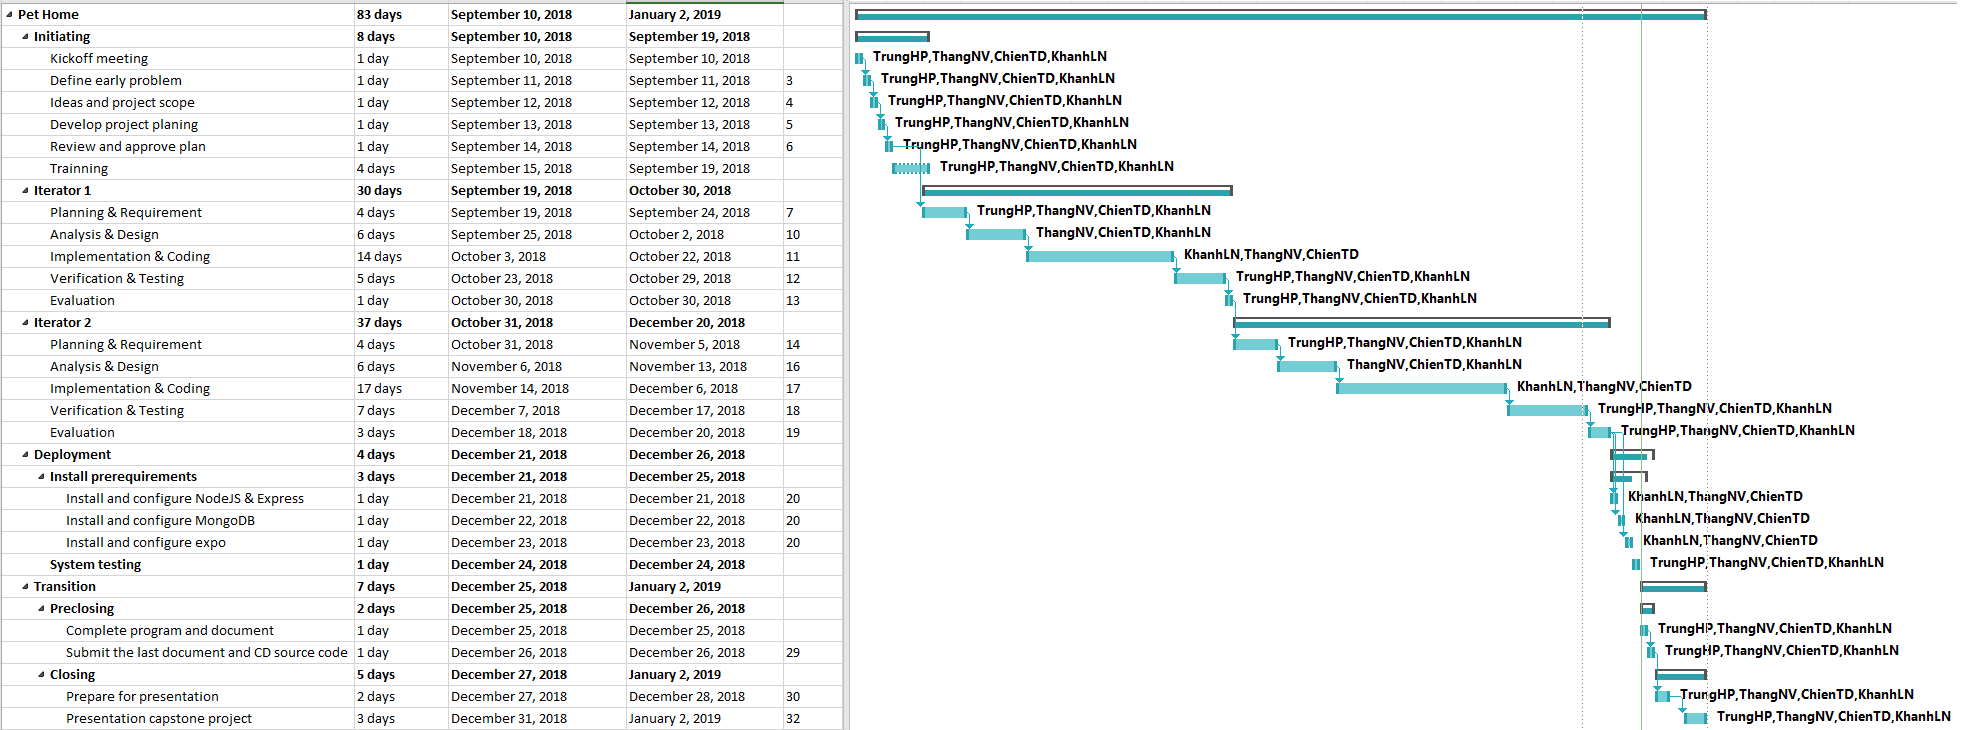 Pet Home 83 days September 10, 2018 January 2, 2019
Initiating 8 days September 10, 2018 September 19, 2018
Kickoff meeting 1 day September 10, 2018 September 10, 2018 TrungHP,ThangNV,ChienTD,KhanhLN
Define early problem 1 day September 11, 2018 September 11, 2018 3 TrungHP,ThangNV,ChienTD,KhanhLN
Ideas and project scope 1 day September 12, 2018 September 12, 2018 4 TrungHP,ThangNV,ChienTD,KhanhLN
Develop project planing 1 day September 13, 2018 September 13, 2018 5 TrungHP,ThangNV,ChienTD,KhanhLN
Review and approve plan 1 day September 14, 2018 September 14, 2018 6 TrungHP,ThangNV,ChienTD,KhanhLN
Trainning 4 days September 15, 2018 September 19, 2018 TrungHP,ThangNV,ChienTD,KhanhLN
Iterator 1 30 days September 19, 2018 October 30, 2018
Planning & Requirement 4 days September 19, 2018 September 24, 2018 7 TrungHP,ThangNV,ChienTD,KhanhLN
Analysis & Design 6 days September 25, 2018 October 2, 2018 10 ThangNV,ChienTD,KhanhLN
Implementation & Coding 14 days October 3, 2018 October 22, 2018 11 KhanhLN,ThangNV,ChienTD
Verification & Testing 5 days October 23, 2018 October 29, 2018 12 TrungHP,ThangNV,ChienTD,KhanhLN
Evaluation 1 day October 30, 2018 October 30, 2018 13 TrungHP,ThangNV,ChienTD,KhanhLN
Iterator 2 37 days October 31, 2018 December 20, 2018
Planning & Requirement 4 days October 31, 2018 November 5, 2018 14 TrungHP,ThangNV,ChienTD,KhanhLN
Analysis & Design 6 days November 6, 2018 November 13, 2018 16 ThangNV,ChienTD,KhanhLN
Implementation & Coding 17 days November 14, 2018 December 6, 2018 17 KhanhLN,ThangNV,ChienTD
Verification & Testing 7 days December 7, 2018 December 17, 2018 18 TrungHP,ThangNV,ChienTD,KhanhLN
Evaluation 3 days December 18, 2018 December 20, 2018 19 TrungHP,ThangNV,ChienTD,KhanhLN
Deployment 4 days December 21, 2018 December 26, 2018
Install prerequirements 3 days December 21, 2018 December 25, 2018
Install and configure NodeJS & Express 1 day December 21, 2018 December 21, 2018 20 KhanhLN,ThangNV,ChienTD
Install and configure MongoDB 1 day December 22, 2018 December 22, 2018 20 KhanhLN,ThangNV,ChienTD
Install and configure expo 1 day December 23, 2018 December 23, 2018 20 KhanhLN,ThangNV,ChienTD
System testing 1 day December 24, 2018 December 24, 2018 TrungHP,ThangNV,ChienTD,KhanhLN
Transition 7 days December 25, 2018 January 2, 2019
Preclosing 2 days December 25, 2018 December 26, 2018
Complete program and document 1 day December 25, 2018 December 25, 2018 TrungHP,ThangNV,ChienTD,KhanhLN
Submit the last document and CD source code 1 day December 26, 2018 December 26, 2018 29 TrungHP,ThangNV,ChienTD,KhanhLN
Closing 5 days December 27, 2018 January 2, 2019
Prepare for presentation 2 days December 27, 2018 December 28, 2018 30 TrungHP,ThangNV,ChienTD,KhanhLN
Presentation capstone project 3 days December 31, 2018 January 2, 2019 32 TrungHP,ThangNV,ChienTD,KhanhLN